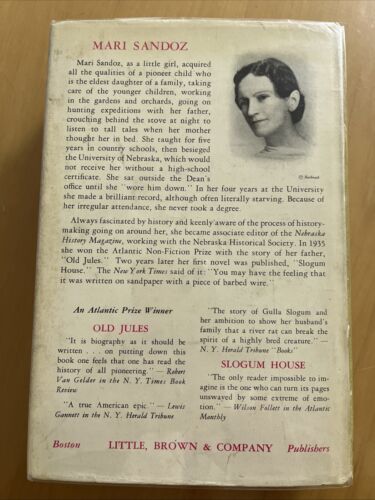 MARI SANDOZ
Mari Sandoz, as a little girl, acquired
all the qualities of a pioneer child who
is the eldest daughter of a family, taking
care of the younger children, working
in the gardens and orchards, going on
hunting expeditions with her father,
crouching behind the stove at night to
listen to tall tales when her mother
thought her in bed. She taught for five
years in country schools, then besieged
the University of Nebraska, which would
not receive her without a high-school
certificate. She sat outside the Dean's
office until she "wore him down." In her four years at the University
she made a brilliant record, although often literally starving. Because of
her irregular attendance, she never took a degree.
Always fascinated by history and keenly aware of the process of history-
making going on around her, she became associate editor of the Nebraska
History Magazine, working with the Nebraska Historical Society. In 1935
she won the Atlantic Non-Fiction Prize with the story of her father,
"Old Jules." Two years later her first novel was published, "Slogum
House." The New York Times said of it: "You may have the feeling that
it was written on sandpaper with a piece of barbed wire."
An Atlantic Prize Winner
OLD JULES
"It is biography as it should be
written . . . on putting down this
book one feels that one has read the
history of all pioneering." — Robert
Van Gelder in the N. Y. Times Book
Review
"A true American epic." — Lewis
Gannett in the N. Y. Herald Tribune
"The story of Gulla Slogum and
her ambition to show her husband's
family that a river rat can break the
spirit of a highly bred creature." —
N. Y. Herald Tribune "Books"
SLOGUM HOUSE
"The only reader impossible to im-
agine is the one who can turn its pages
unswayed by some extreme of emo-
tion." — Wilson Follett in the Atlantic
Monthly
Boston LITTLE, BROWN & COMPANY Publishers